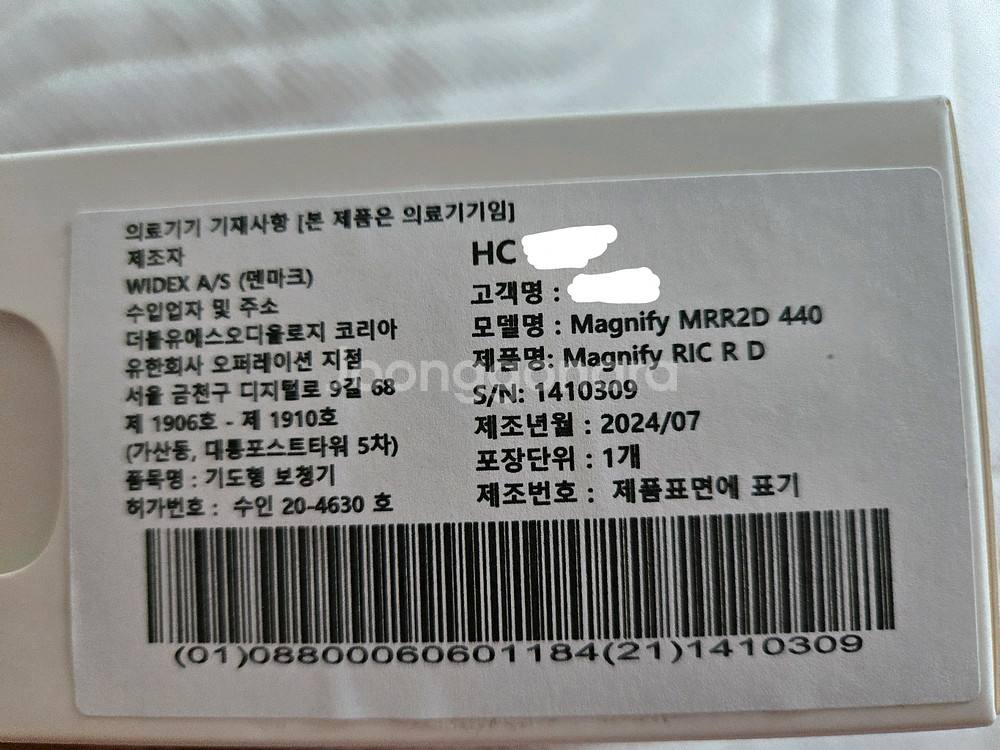 의료기기 기재사항 [본 제품은 의료기기임]
제조자
WIDEX A/S (덴마크)
수입업자 및 주소
더블유에스오디올로지 코리아
유한회사 오퍼레이션 지점
서울 금천구 디지털로 9길 68
제 1906호 - 제 1910호
(가산동, 대륭포스트타워 5차)
품목명 : 기도형 보청기
허가번호 : 수인 20-4630 호
HC
고객명 :
모델명 : Magnify MRR2D 440
제품명: Magnify RIC R D
S/N: 1410309
제조년월 : 2024/07
포장단위 : 1개
제조번호 : 제품표면에 표기
(01)08800060601184(21)1410309
Joonggonara